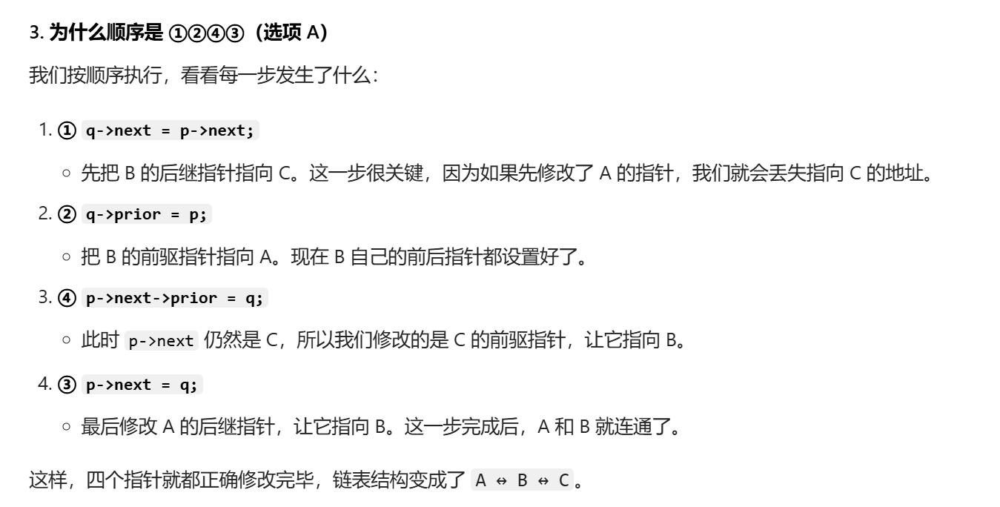 3. 为什么顺序是 ①②④③（选项 A）
我们按顺序执行，看看每一步发生了什么：
1. ① q->next = p->next;
○ 先把 B 的后继指针指向 C。这一步很关键，因为如果先修改了 A 的指针，我们就会丢失指向 C 的地址。
2. ② q->prior = p;
○ 把 B 的前驱指针指向 A。现在 B 自己的前后指针都设置好了。
3. ④ p->next->prior = q;
○ 此时 p->next 仍然是 C，所以我们修改的是 C 的前驱指针，让它指向 B。
4. ③ p->next = q;
○ 最后修改 A 的后继指针，让它指向 B。这一步完成后，A 和 B 就连通了。
这样，四个指针就都正确修改完毕，链表结构变成了 A ↔ B ↔ C。